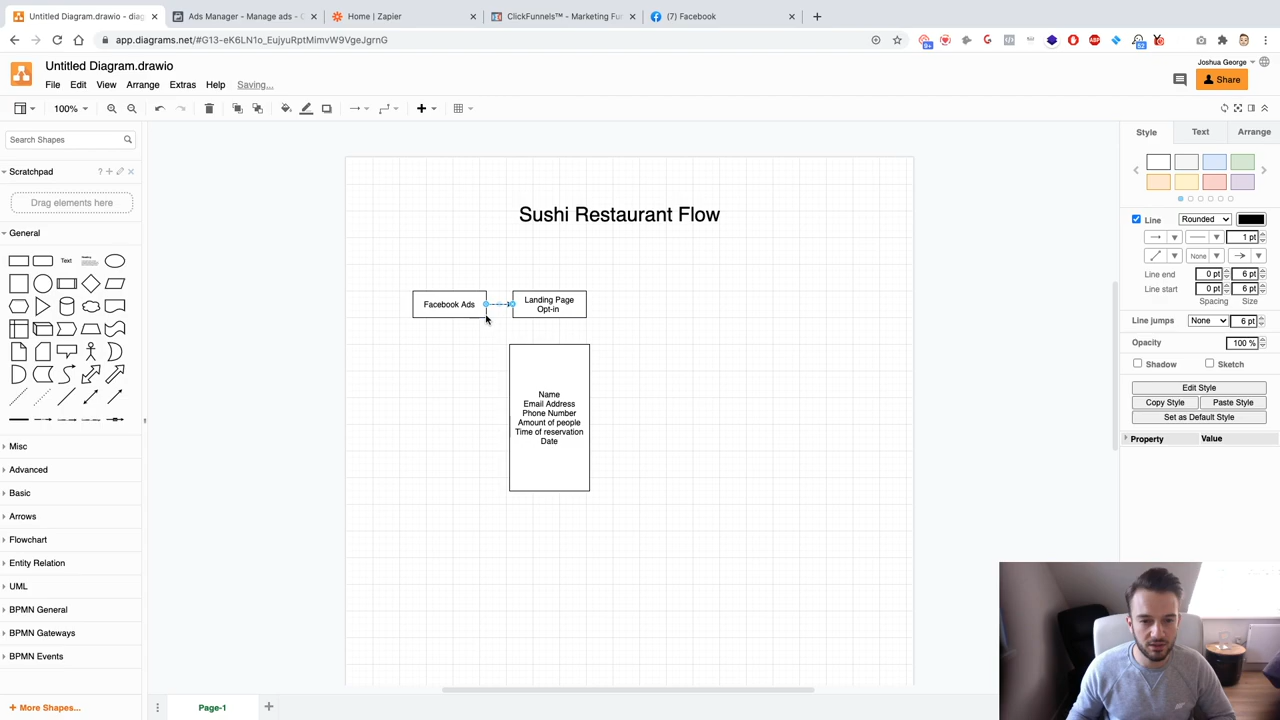 Untitled Diagram.drawio - diag
Ads Manager - Manage ads - C
Home | Zapier
ClickFunnels™ - Marketing Fun
(7) Facebook
app.diagrams.net/#G13-eK6LN1o_EujyuRptMimvW9VgeJgrnG
Untitled Diagram.drawio
Joshua George
File Edit View Arrange Extras Help Saving...
Share
100%
Search Shapes
Style Text Arrange
Scratchpad
Drag elements here
General
Text
Misc
Advanced
Basic
Arrows
Flowchart
Entity Relation
UML
BPMN General
BPMN Gateways
BPMN Events
+ More Shapes...
Sushi Restaurant Flow
Facebook Ads
Landing Page
Opt-in
Name
Email Address
Phone Number
Amount of people
Time of reservation
Date
Line Rounded
1 pt
None
Line end 0 pt 6 pt
Line start 0 pt 6 pt
Spacing Size
Line jumps None 6 pt
Opacity 100 %
Shadow Sketch
Edit Style
Copy Style Paste Style
Set as Default Style
Property Value
Page-1